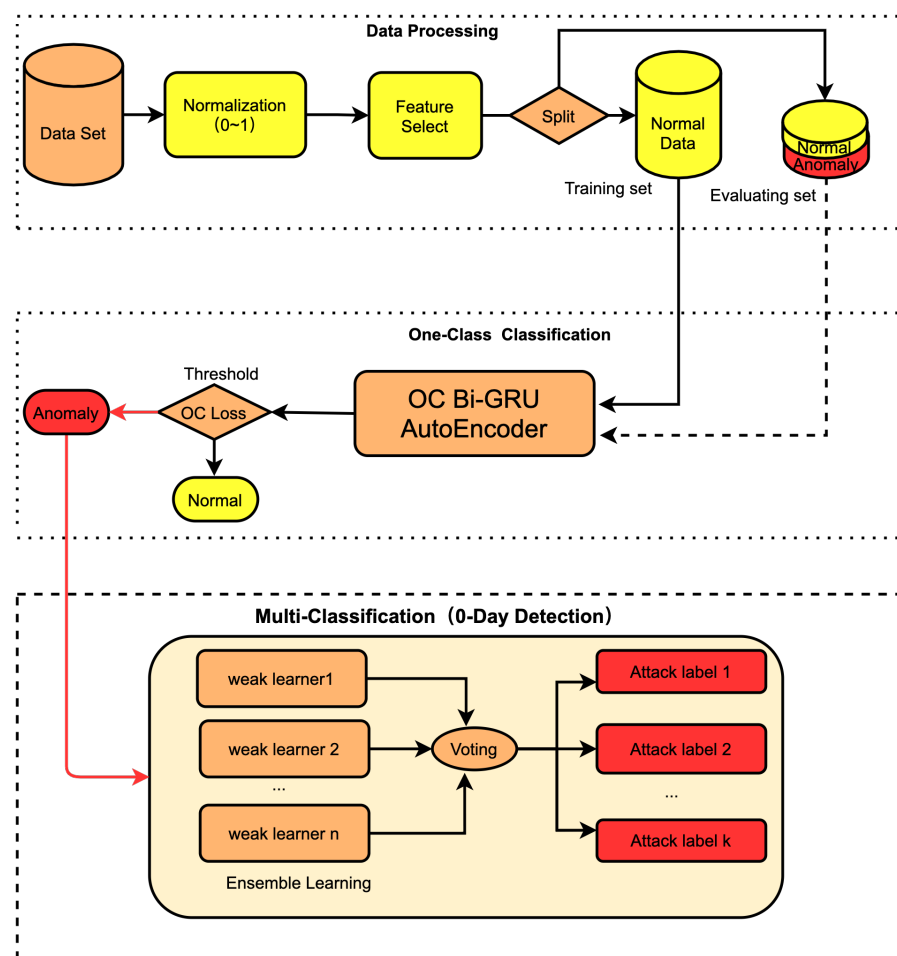 Data Processing
Data Set
Normalization
(0~1)
Feature
Select
Split
Normal
Data
Normal
Anomaly
Training set
Evaluating set
One-Class Classification
Threshold
Anomaly
OC Loss
OC Bi-GRU
AutoEncoder
Normal
Multi-Classification（0-Day Detection）
weak learner1
weak learner 2
...
weak learner n
Ensemble Learning
Voting
Attack label 1
Attack label 2
...
Attack label k